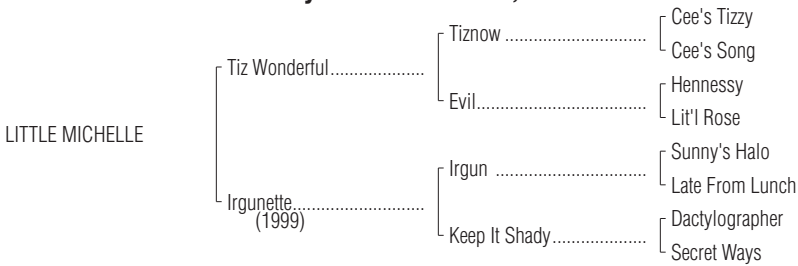 Cee's Tizzy
Tiznow
Cee's Song
Tiz Wonderful
Hennessy
Evil
Lit'l Rose
LITTLE MICHELLE
Sunny's Halo
Irgun
Late From Lunch
Irgunette
(1999)
Dactylographer
Keep It Shady
Secret Ways